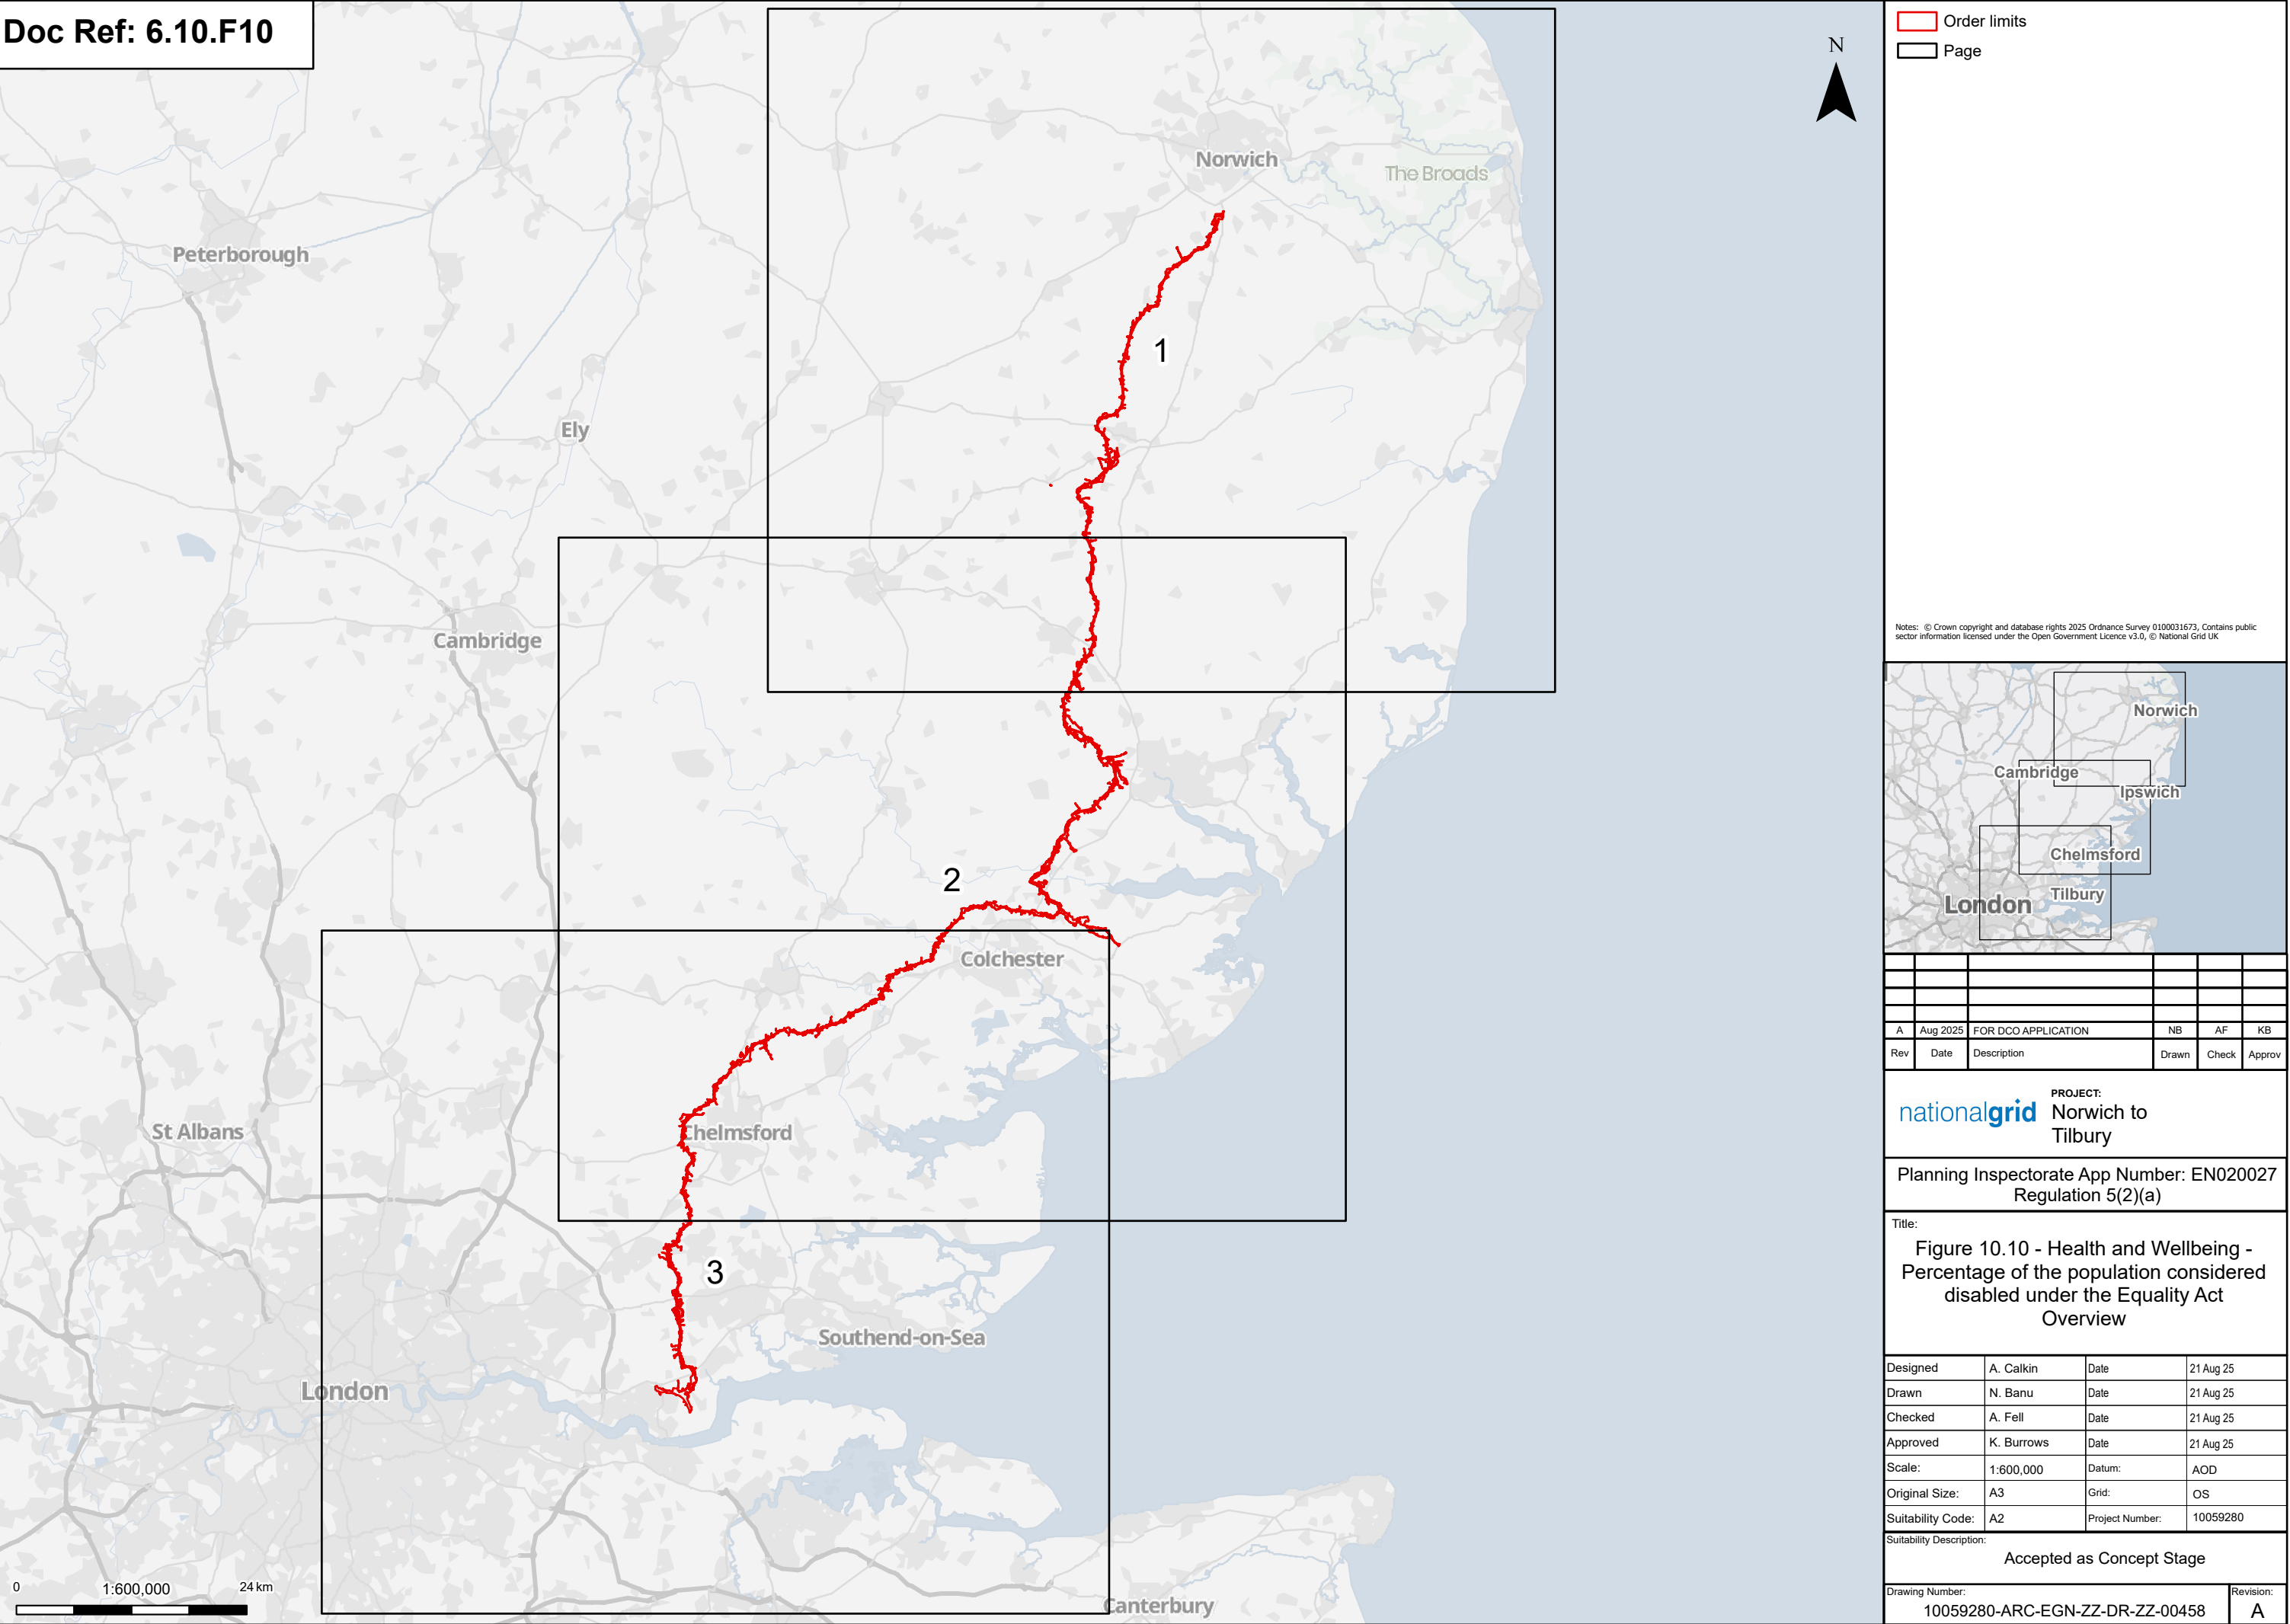 Doc Ref: 6.10.F10
N
Norwich
The Broads
Peterborough
1
Ely
Cambridge
2
Colchester
St Albans
Chelmsford
3
Southend-on-Sea
London
Canterbury
0 1:600,000 24 km
Order limits
Page
Notes: © Crown copyright and database rights 2025 Ordnance Survey 0100031673, Contains public
sector information licensed under the Open Government Licence v3.0, © National Grid UK
Norwich
Cambridge
Ipswich
Chelmsford
Tilbury
London
A Aug 2025 FOR DCO APPLICATION NB AF KB
Rev Date Description Drawn Check Approv
nationalgrid
PROJECT:
Norwich to
Tilbury
Planning Inspectorate App Number: EN020027
Regulation 5(2)(a)
Title:
Figure 10.10 - Health and Wellbeing -
Percentage of the population considered
disabled under the Equality Act
Overview
Designed A. Calkin Date 21 Aug 25
Drawn N. Banu Date 21 Aug 25
Checked A. Fell Date 21 Aug 25
Approved K. Burrows Date 21 Aug 25
Scale: 1:600,000 Datum: AOD
Original Size: A3 Grid: OS
Suitability Code: A2 Project Number: 10059280
Suitability Description:
Accepted as Concept Stage
Drawing Number: Revision:
10059280-ARC-EGN-ZZ-DR-ZZ-00458 A